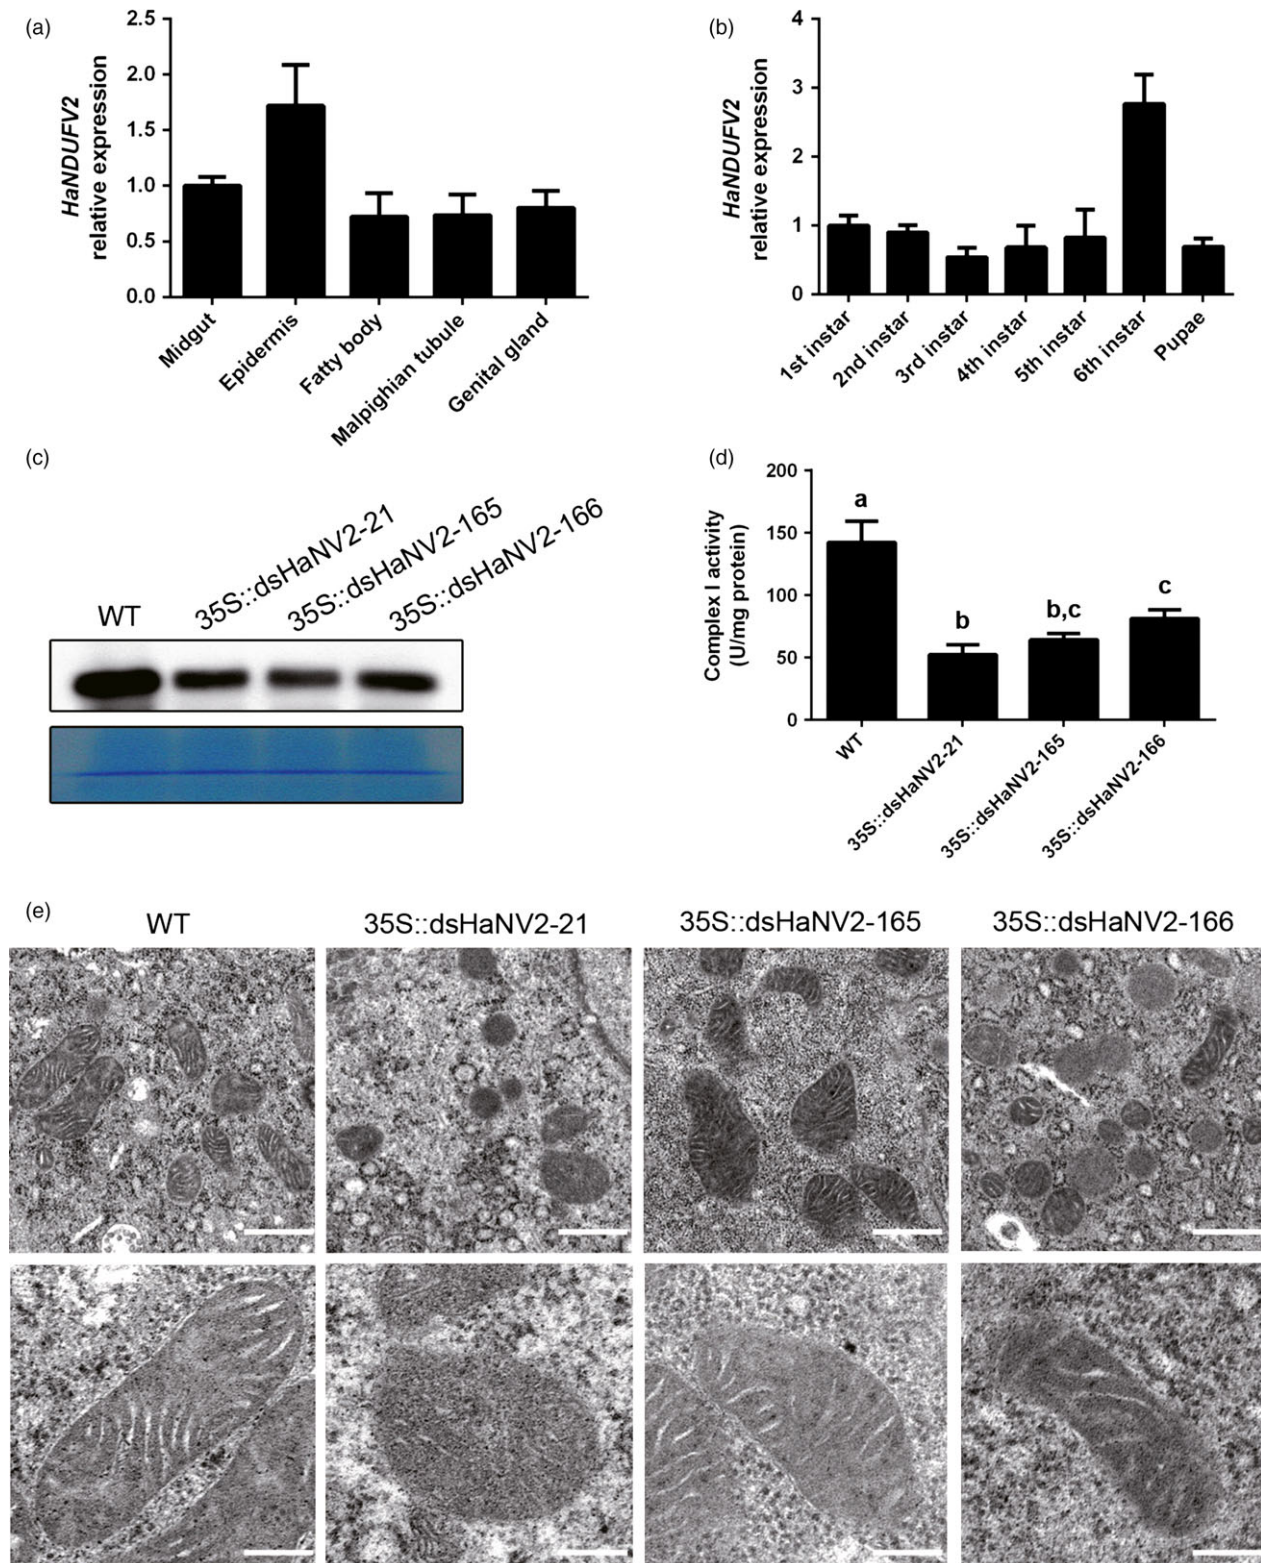 (a)
HaNDUFV2
relative expression
2.5
2.0
1.5
1.0
0.5
0.0
Midgut
Epidermis
Fatty body
Malpighian tubule
Genital gland
(b)
HaNDUFV2
relative expression
4
3
2
1
0
1st instar
2nd instar
3rd instar
4th instar
5th instar
6th instar
Pupae
(c)
WT
35S::dsHaNV2-21
35S::dsHaNV2-165
35S::dsHaNV2-166
(d)
Complex I activity
(U/mg protein)
200
150
100
50
0
a
b
b,c
c
WT
35S::dsHaNV2-21
35S::dsHaNV2-165
35S::dsHaNV2-166
(e)
WT
35S::dsHaNV2-21
35S::dsHaNV2-165
35S::dsHaNV2-166